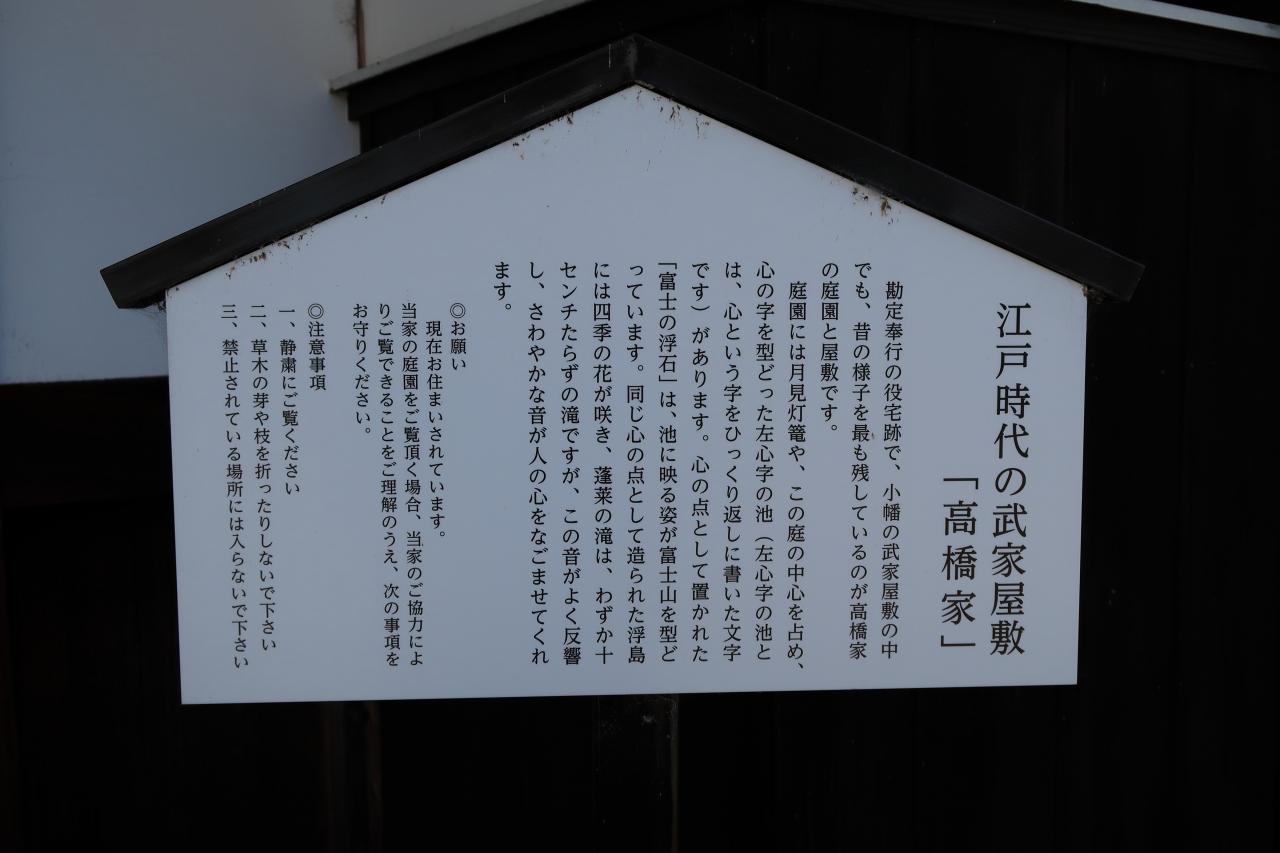 江戸時代の武家屋敷
「高橋家」
勘定奉行の役宅跡で、小幡の武家屋敷の中
でも、昔の様子を最も残しているのが高橋家
の庭園と屋敷です。
庭園には月見灯篭や、この庭の中心を占め、
心の字を型どった左心字の池（左心字の池と
は、心という字をひっくり返しに書いた文字
です）があります。心の点として置かれた
「富士の浮石」は、池に映る姿が富士山を型ど
っています。同じ心の点として造られた浮島
には四季の花が咲き、蓬莱の滝は、わずか十
センチたらずの滝ですが、この音がよく反響
し、さわやかな音が人の心をなごませてくれ
ます。
◎お願い
現在お住まいされています。
当家の庭園をご覧頂く場合、当家のご協力によ
りご覧できることをご理解のうえ、次の事項を
お守りください。
◎注意事項
一、静粛にご覧ください
二、草木の芽や枝を折ったりしないで下さい
三、禁止されている場所には入らないで下さい